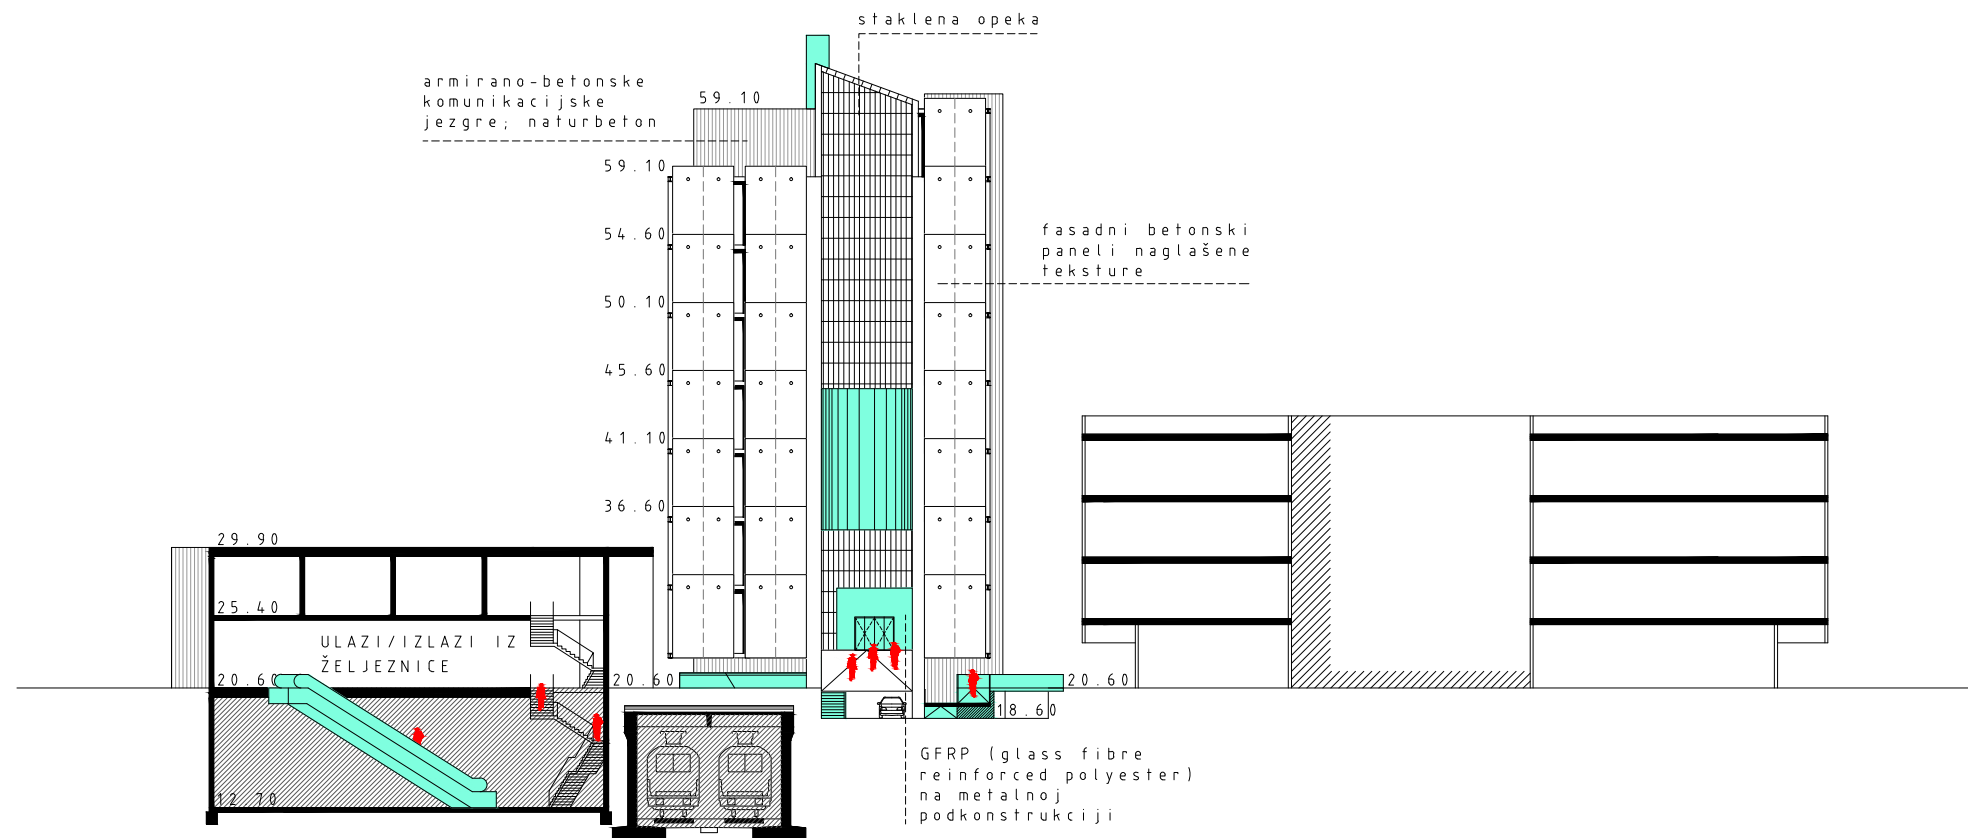 staklena opeka
armirano-betonske
komunikacijske
jezgre; naturbeton
59.10
59.10
54.60
fasadni betonski
paneli naglašene
teksture
50.10
45.60
41.10
36.60
29.90
25.40
ULAZI/IZLAZI IZ
ŽELJEZNICE
20.60
20.60
20.60
18.60
GFRP (glass fibre
reinforced polyester)
na metalnoj
podkonstrukciji
12.70